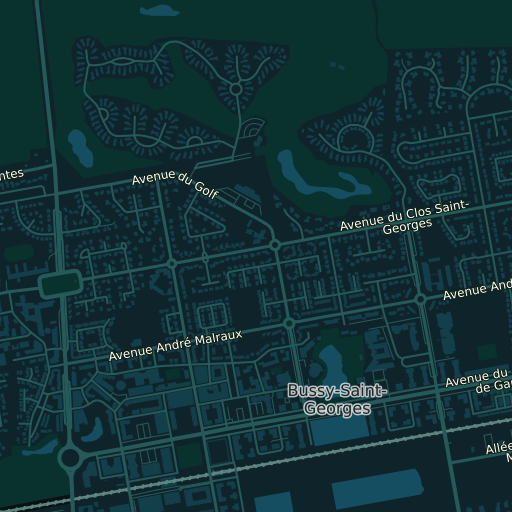 ntes
Avenue du Golf
Avenue du Clos Saint-
Georges
Avenue And
Avenue André Malraux
Avenue du
de Ga
Bussy-Saint-
Georges
Allée
M